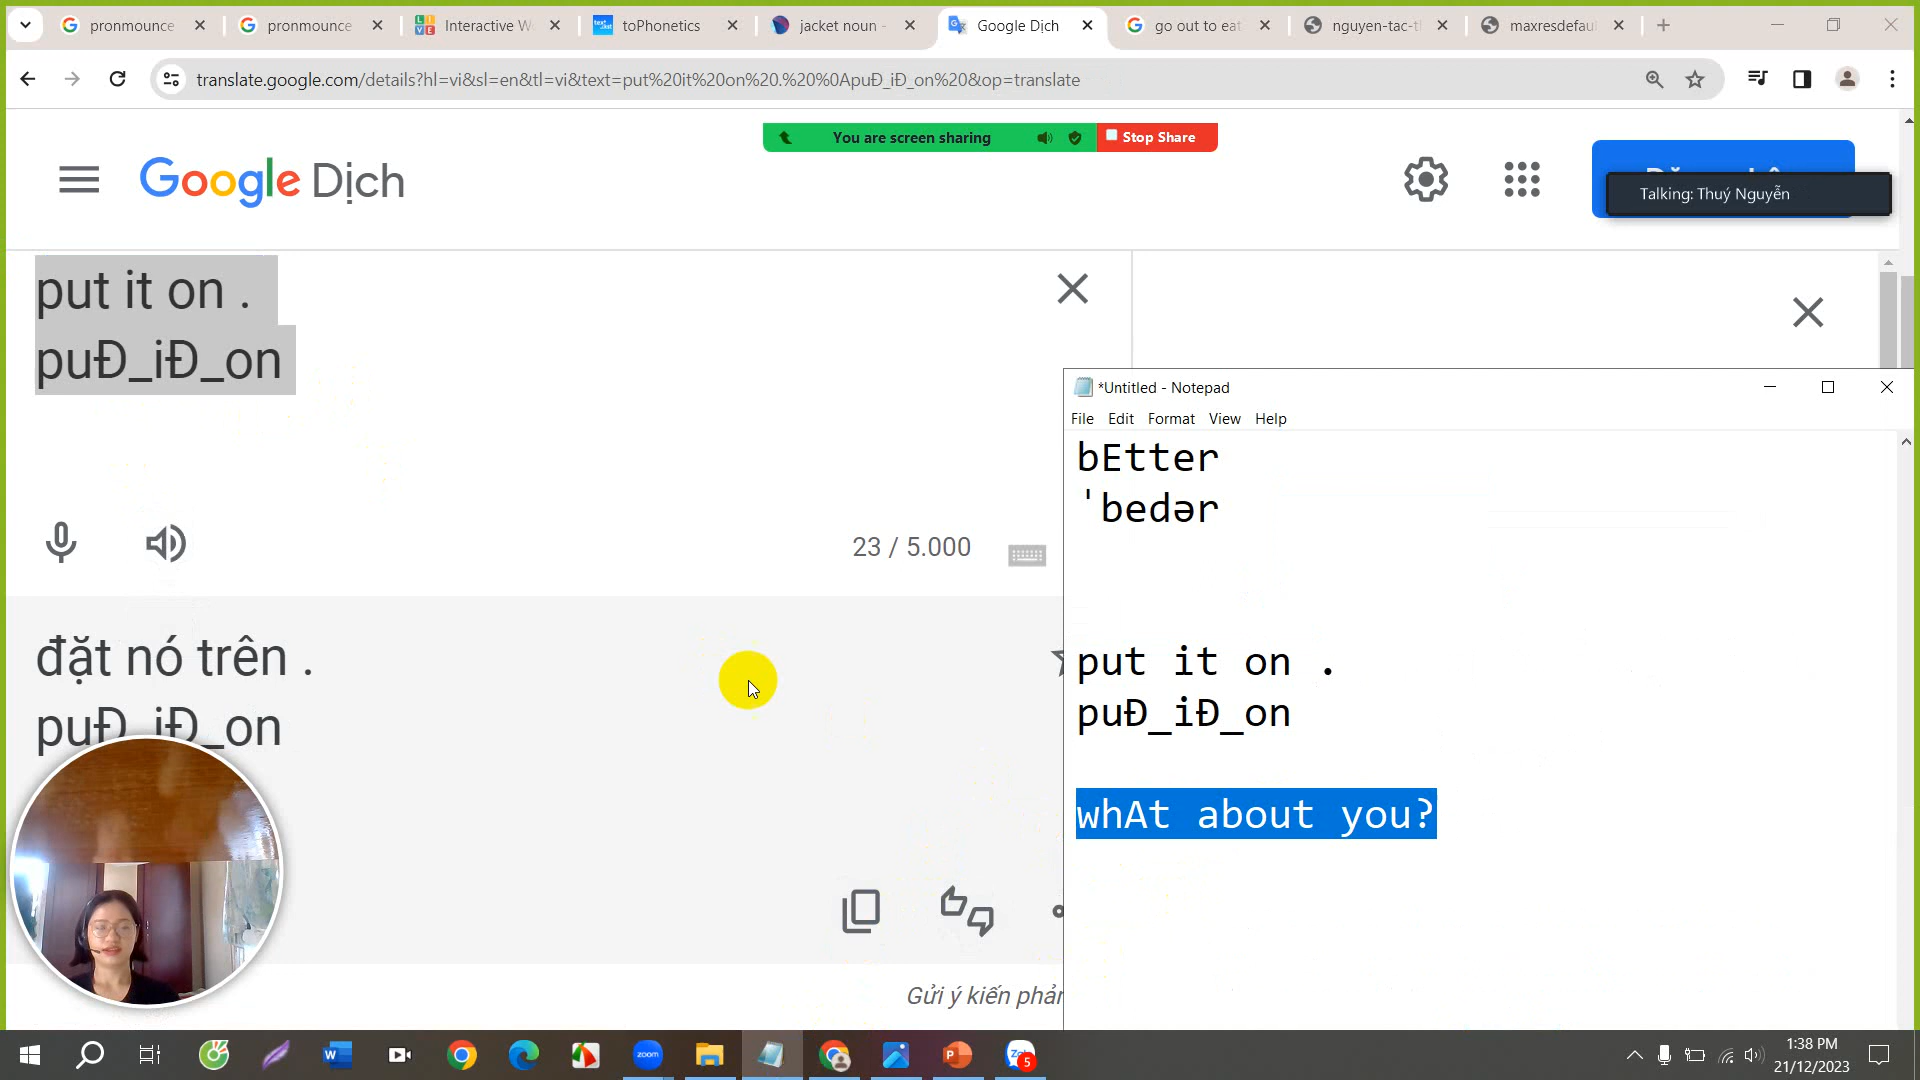 pronmounce
pronmounce
Interactive W
toPhonetics
jacket noun -
Google Dịch
go out to eat
nguyen-tac-tl
maxresdefaul
translate.google.com/details?hl=vi&sl=en&tl=vi&text=put%20it%20on%20.%20%0ApuĐ_iĐ_on%20&op=translate
You are screen sharing
Stop Share
Google Dịch
Talking: Thuý Nguyễn
put it on .
puĐ_iĐ_on
23 / 5.000
đặt nó trên .
puĐ_iĐ_on
Gửi ý kiến phản
*Untitled - Notepad
File Edit Format View Help
bEtter
ˈbedər
put it on .
puĐ_iĐ_on
whAt about you?
zoom
5
1:38 PM
21/12/2023